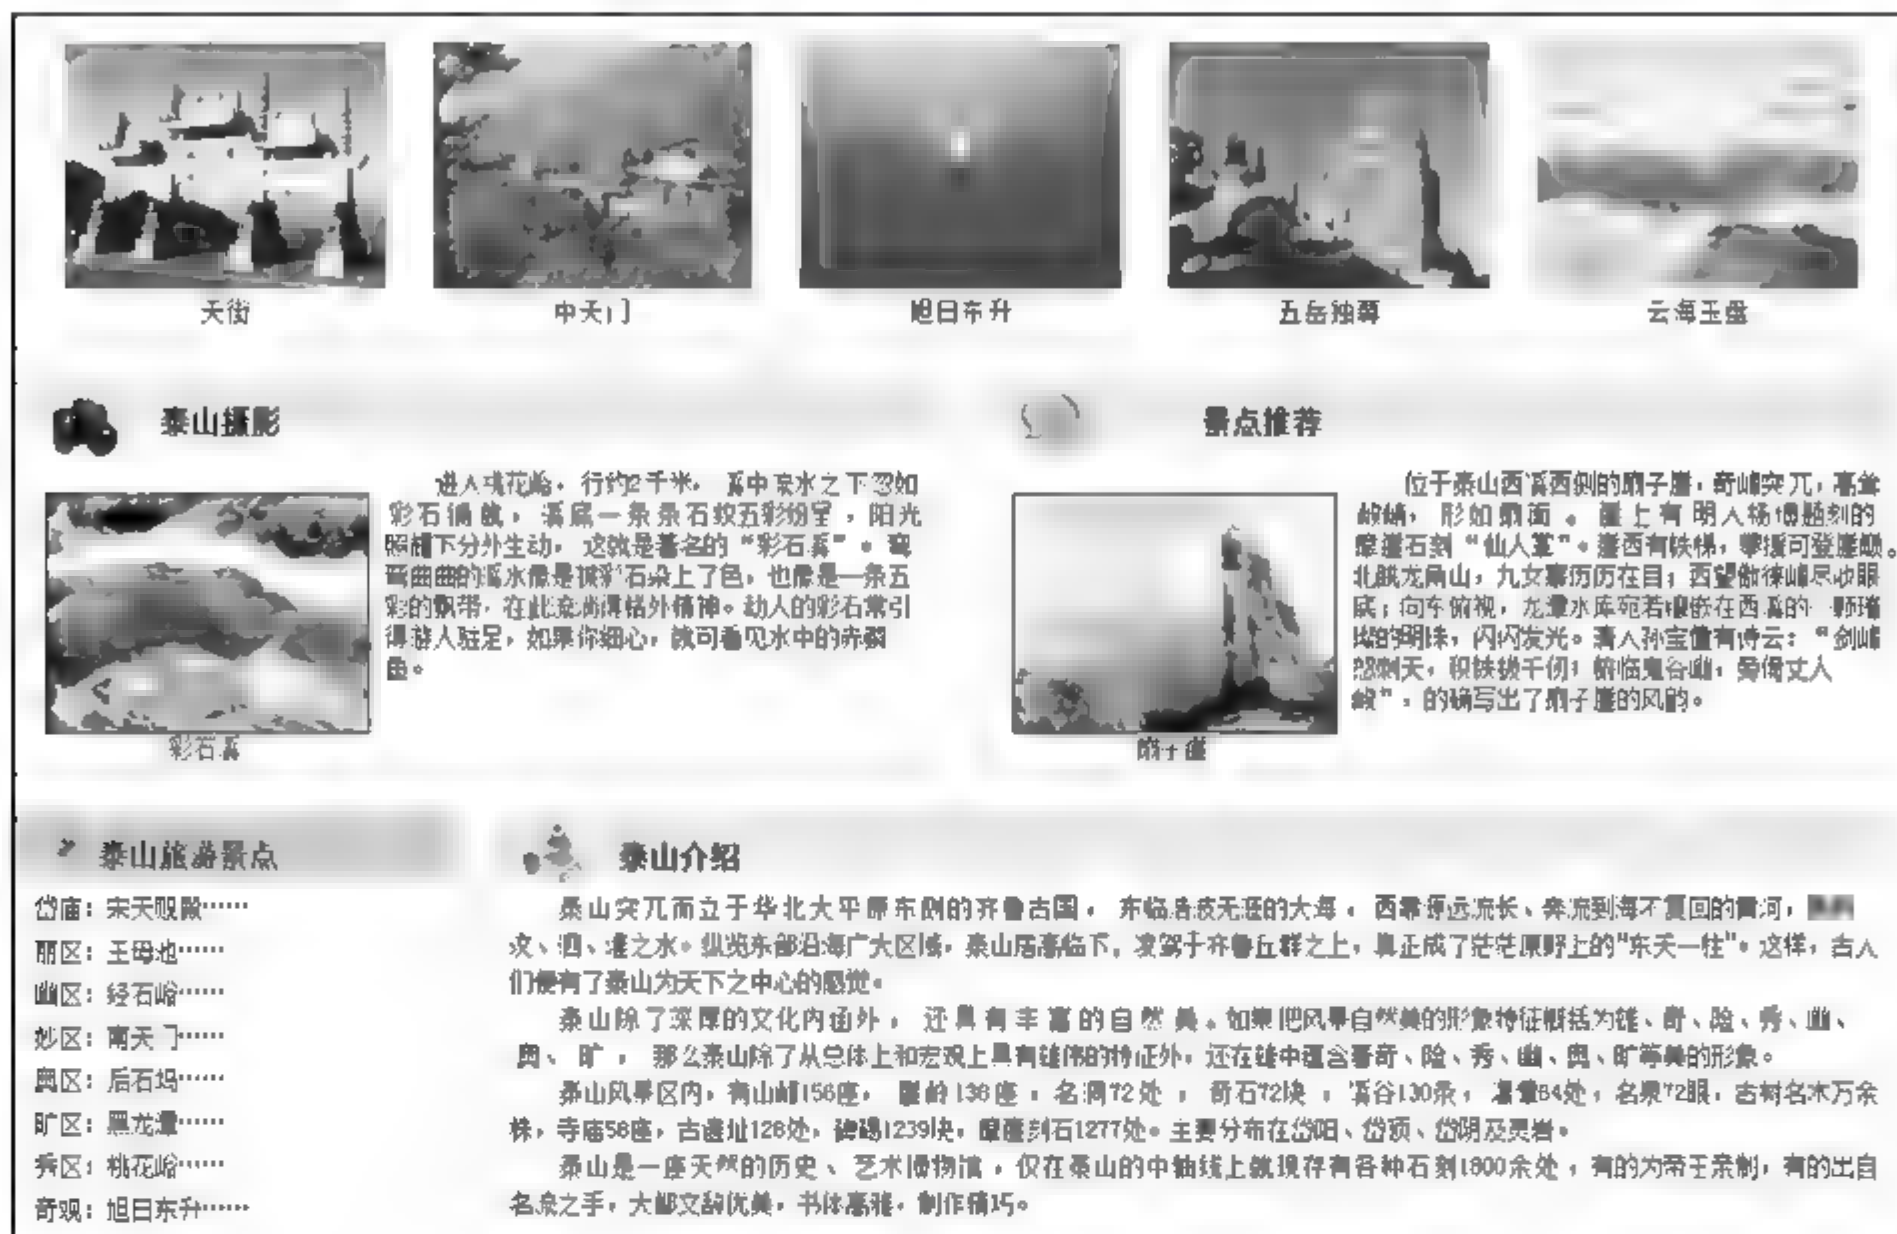 天街
中天门
旭日东升
五岳独尊
云海玉盘
泰山摄影
景点推荐
进入桃花峪，行约2千米，溪中流水之下忽如
彩石铺就，溪底一条条石纹五彩纷呈，阳光
照耀下分外生动，这就是著名的“彩石溪”。弯
弯曲曲的溪水像是被彩石染上了色，也像是一条五
彩的飘带，在此流淌得格外精神。动人的彩石常引
得游人驻足，如果你细心，就可看见水中的赤鳞
鱼。
彩石溪
位于泰山西溪西侧的扇子崖，奇峰突兀，高耸
峻峭，形如扇面。崖上有明人杨博题刻的
摩崖石刻“仙人掌”。崖西有铁梯，攀援可登崖巅。
北眺龙角山，九女寨历历在目；西望傲徕峰尽收眼
底；向东俯视，龙潭水库宛若镶嵌在西溪的一颗璀
璨的明珠，闪闪发光。清人孙宝僮有诗云：“剑峰
怒刺天，积铁拔千仞；俯临鬼谷幽，旁倚丈人
峻”，的确写出了扇子崖的风韵。
扇子崖
泰山旅游景点
岱庙：宋天贶殿……
丽区：王母池……
幽区：经石峪……
妙区：南天门……
奥区：后石坞……
旷区：黑龙潭……
秀区：桃花峪……
奇观：旭日东升……
泰山介绍
泰山突兀而立于华北大平原东侧的齐鲁古国，东临浩波无涯的大海，西靠源远流长、奔流到海不复回的黄河，
汶、泗、淮之水。纵览东部沿海广大区域，泰山居高临下，凌驾于齐鲁丘群之上，真正成了茫茫原野上的"东天一柱"。这样，古人
们便有了泰山为天下之中心的感觉。
泰山除了深厚的文化内涵外，还具有丰富的自然美。如果把风景自然美的形象特征概括为雄、奇、险、秀、幽、
奥、旷，那么泰山除了从总体上和宏观上具有雄伟的特征外，还在雄中蕴含着奇、险、秀、幽、奥、旷等美的形象。
泰山风景区内，有山峰156座，崖岭138座，名洞72处，奇石72块，溪谷130条，瀑潭64处，名泉72眼，古树名木万余
株，寺庙58座，古遗址128处，碑碣1239块，摩崖刻石1277处。主要分布在岱阳、岱顶、岱阴及灵岩。
泰山是一座天然的历史、艺术博物馆，仅在泰山的中轴线上就现存有各种石刻1800余处，有的为帝王亲制，有的出自
名流之手，大都文辞优美，书体高雅，制作精巧。